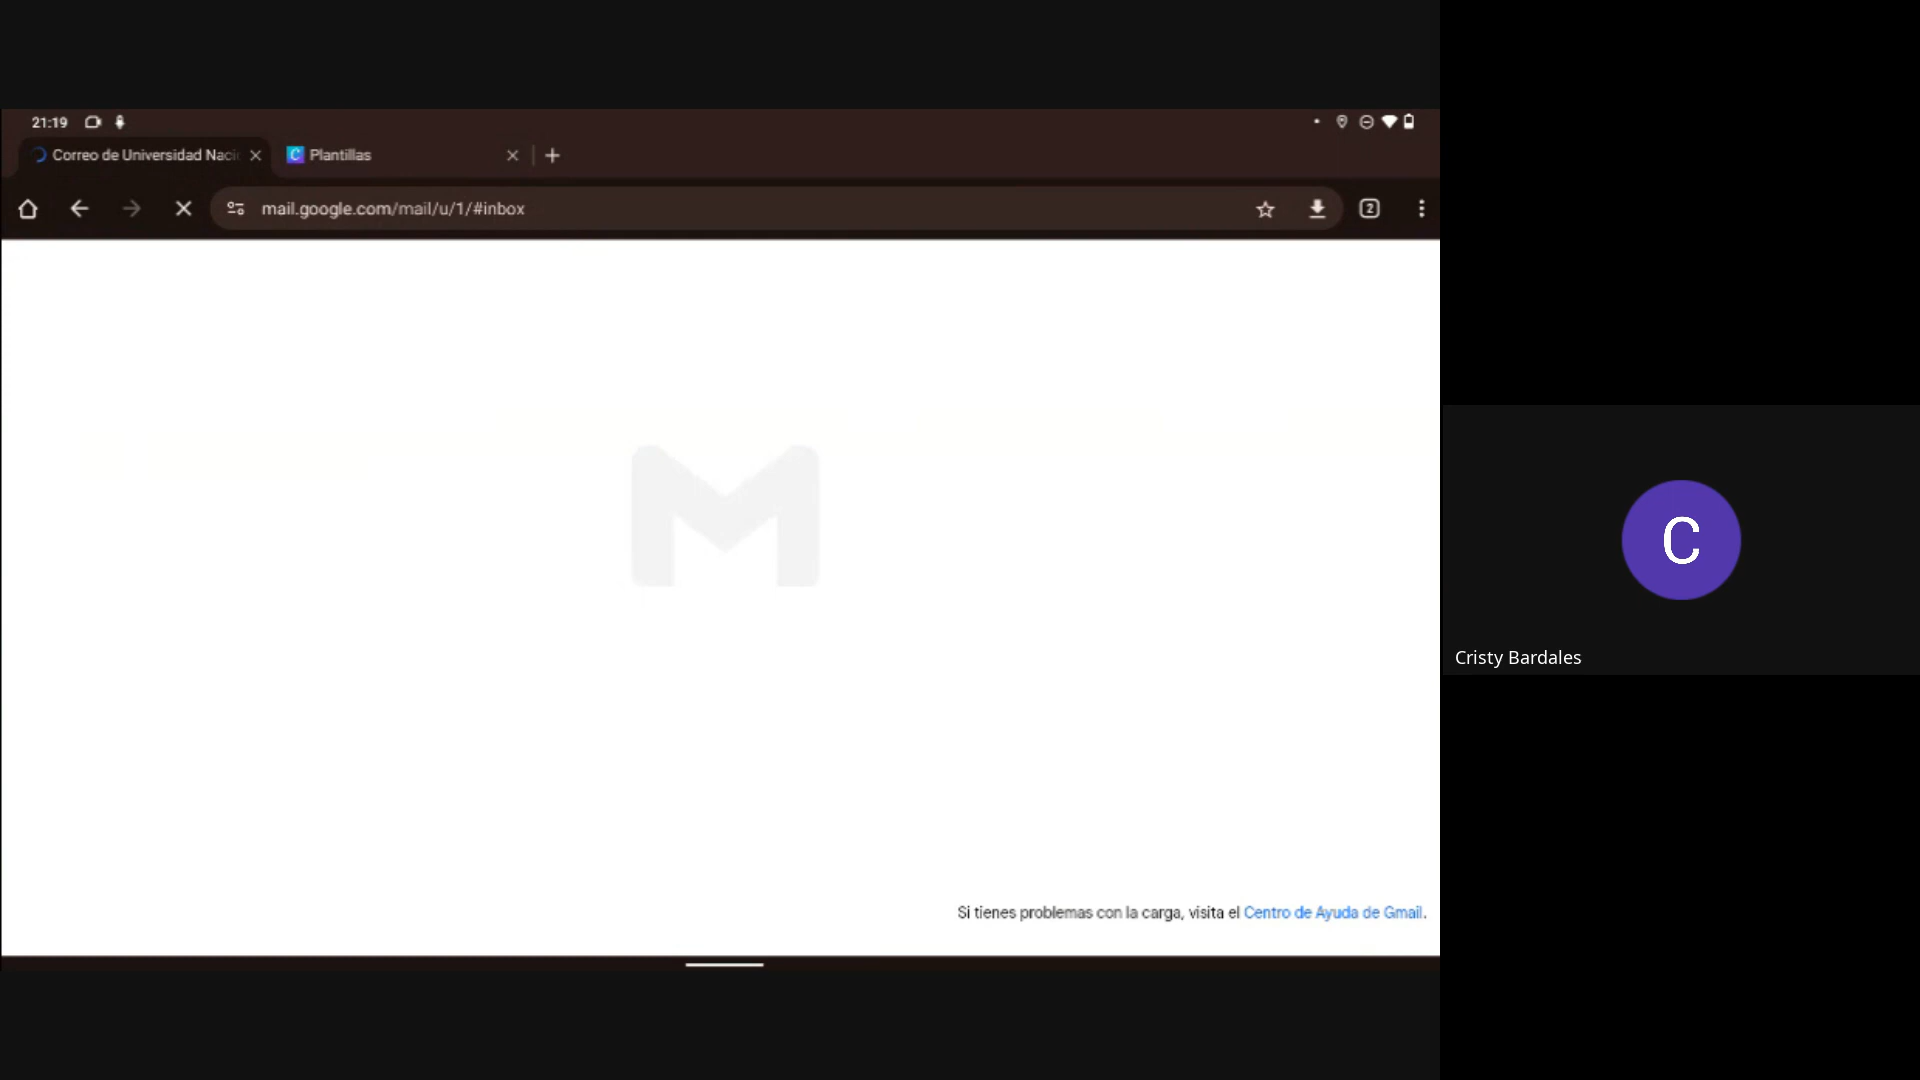 21:19
Correo de Universidad Naci
Plantillas
mail.google.com/mail/u/1/#inbox
2
C
Cristy Bardales
Si tienes problemas con la carga, visita el Centro de Ayuda de Gmail.